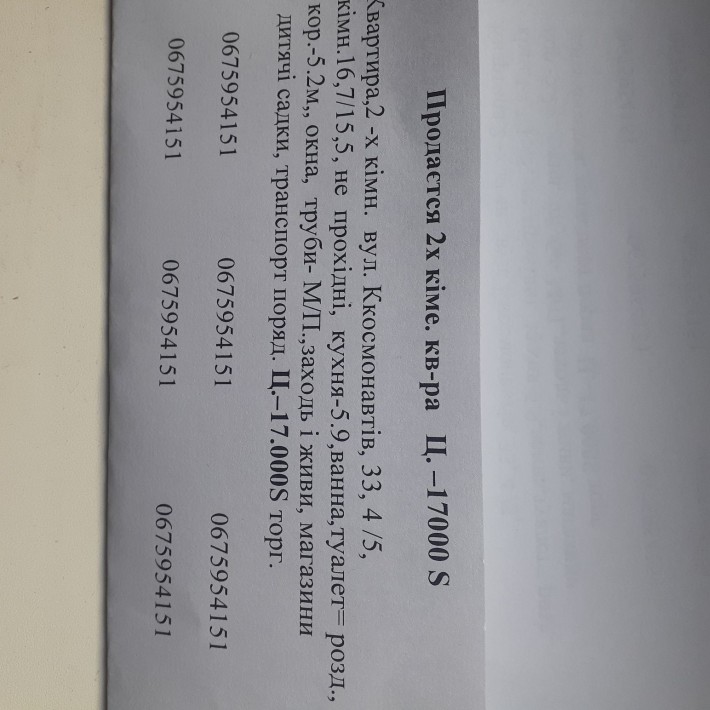 Продаєтся 2х кіме. кв-ра Ц. –17000 S
Квартира,2 -х кімн. вул. Ккосмонавтів, 33, 4 /5,
кімн.16,7/15,5, не прохідні, кухня-5.9,ванна,туалет= розд.,
кор.-5.2м,, окна, труби- М/П.,заходь і живи, магазини
дитячі садки, транспорт поряд. Ц.–17.000S торг.
0675954151 0675954151 0675954151
0675954151 0675954151 0675954151